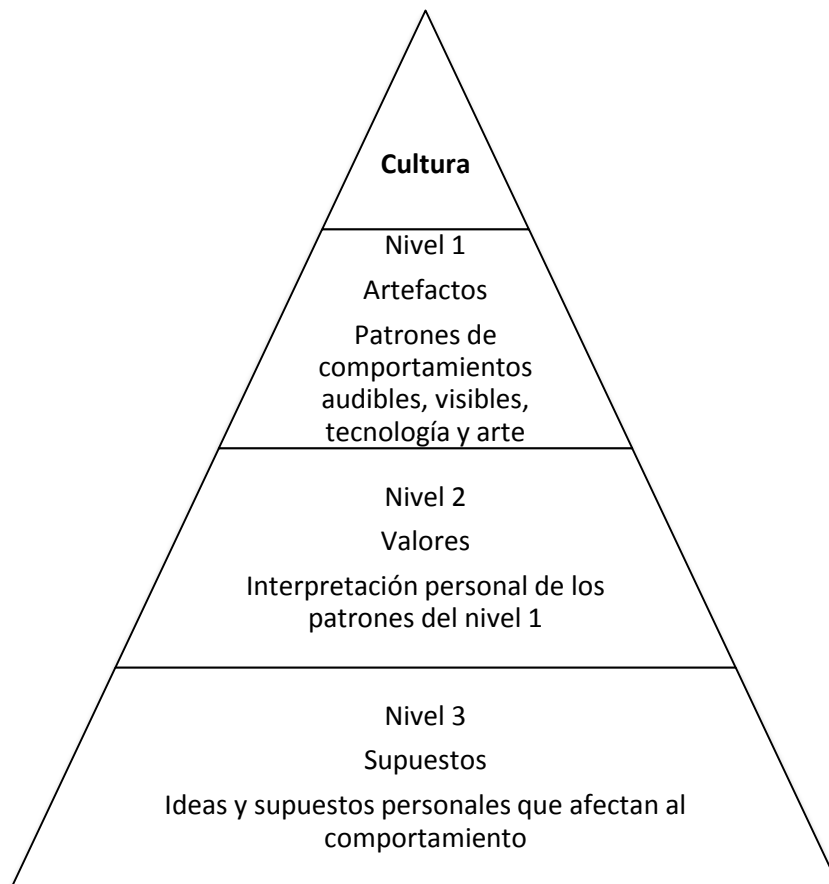 Cultura
Nivel 1
Artefactos
Patrones de
comportamientos
audibles, visibles,
tecnología y arte
Nivel 2
Valores
Interpretación personal de los
patrones del nivel 1
Nivel 3
Supuestos
Ideas y supuestos personales que afectan al
comportamiento